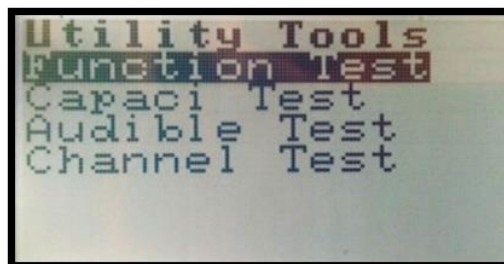 Utility Tools
Function Test
Capaci Test
Audible Test
Channel Test